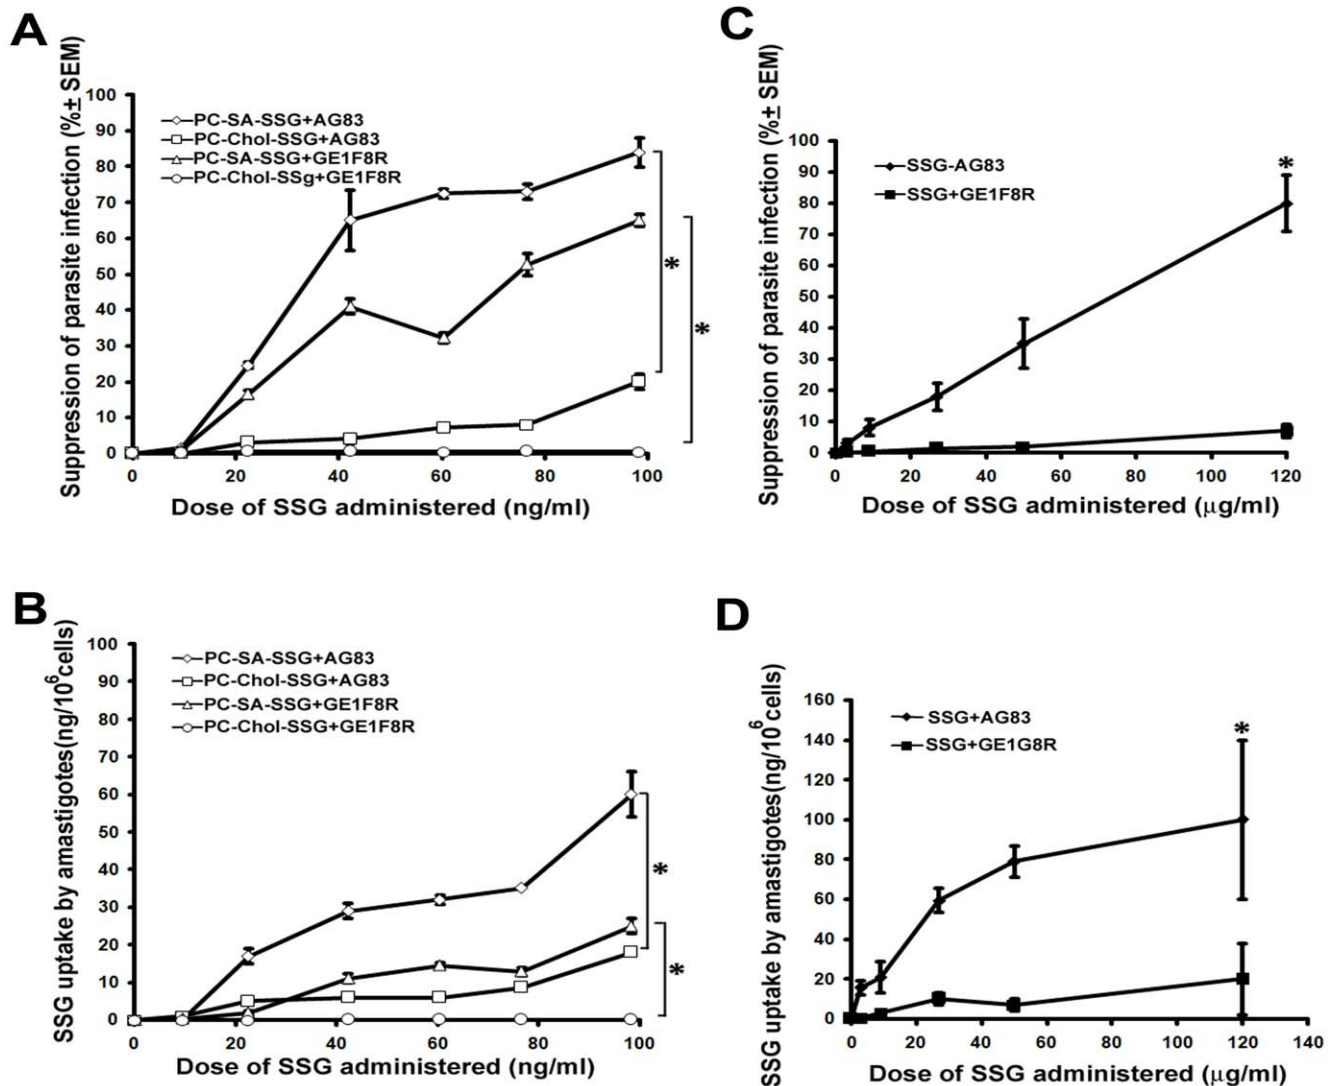 A
Suppression of parasite infection (%± SEM)
100
90
80
70
60
50
40
30
20
10
0
PC-SA-SSG+AG83
PC-Chol-SSG+AG83
PC-SA-SSG+GE1F8R
PC-Chol-SSg+GE1F8R
*
*
0 20 40 60 80 100
Dose of SSG administered (ng/ml)
C
Suppression of parasite infection (%± SEM)
100
90
80
70
60
50
40
30
20
10
0
SSG-AG83
SSG+GE1F8R
*
0 20 40 60 80 100 120
Dose of SSG administered (μg/ml)
B
SSG uptake by amastigotes(ng/10⁶cells)
100
90
80
70
60
50
40
30
20
10
0
PC-SA-SSG+AG83
PC-Chol-SSG+AG83
PC-SA-SSG+GE1F8R
PC-Chol-SSG+GE1F8R
*
*
0 20 40 60 80 100
Dose of SSG administered (ng/ml)
D
SSG uptake by amastigotes(ng/10⁶ cells)
160
140
120
100
80
60
40
20
0
SSG+AG83
SSG+GE1G8R
*
0 20 40 60 80 100 120 140
Dose of SSG administered (μg/ml)